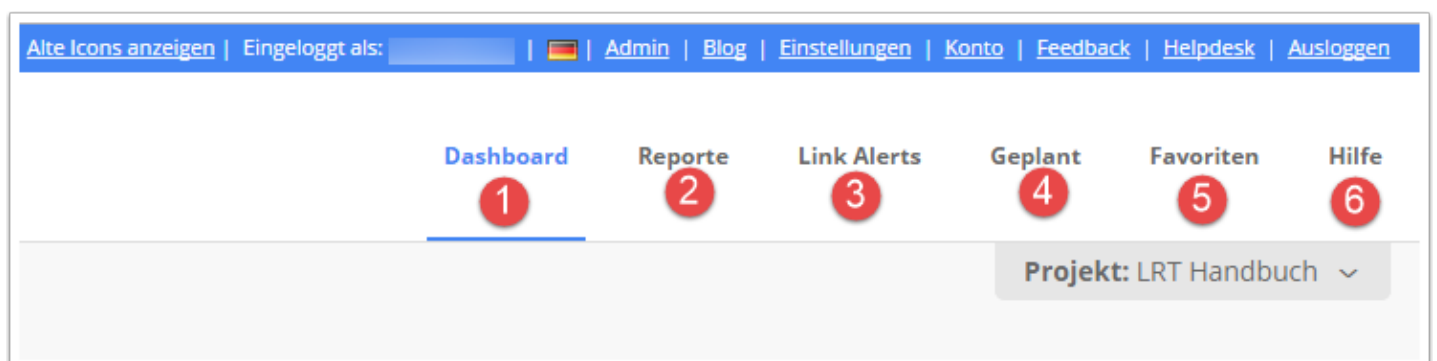 Alte Icons anzeigen | Eingeloggt als: | | Admin | Blog | Einstellungen | Konto | Feedback | Helpdesk | Ausloggen
Dashboard Reporte Link Alerts Geplant Favoriten Hilfe
1 2 3 4 5 6
Projekt: LRT Handbuch